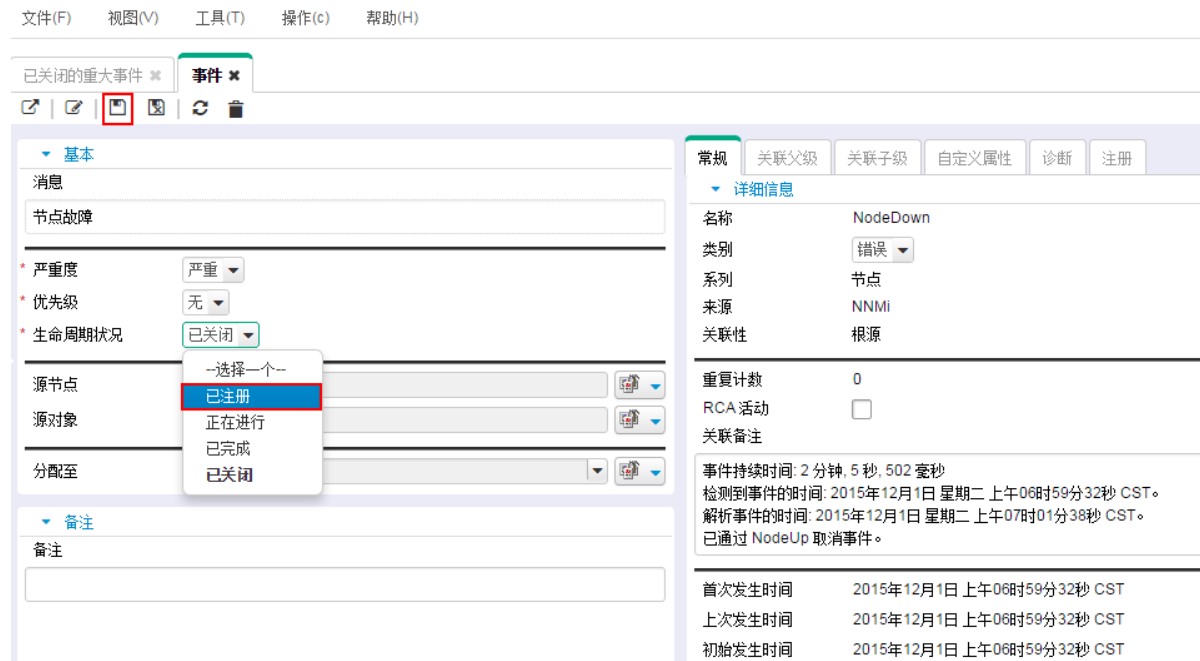 文件(F) 视图(V) 工具(T) 操作(c) 帮助(H)
已关闭的重大事件 事件
基本
消息
节点故障
* 严重度 严重
* 优先级 无
* 生命周期状况 已关闭
--选择一个--
已注册
正在进行
已完成
已关闭
源节点
源对象
分配至
备注
备注
常规 关联父级 关联子级 自定义属性 诊断 注册
详细信息
名称 NodeDown
类别 错误
系列 节点
来源 NNMi
关联性 根源
重复计数 0
RCA 活动
关联备注
事件持续时间: 2 分钟, 5 秒, 502 毫秒
检测到事件的时间: 2015年12月1日 星期二 上午06时59分32秒 CST。
解析事件的时间: 2015年12月1日 星期二 上午07时01分38秒 CST。
已通过 NodeUp 取消事件。
首次发生时间 2015年12月1日 上午06时59分32秒 CST
上次发生时间 2015年12月1日 上午06时59分32秒 CST
初始发生时间 2015年12月1日 上午06时59分32秒 CST